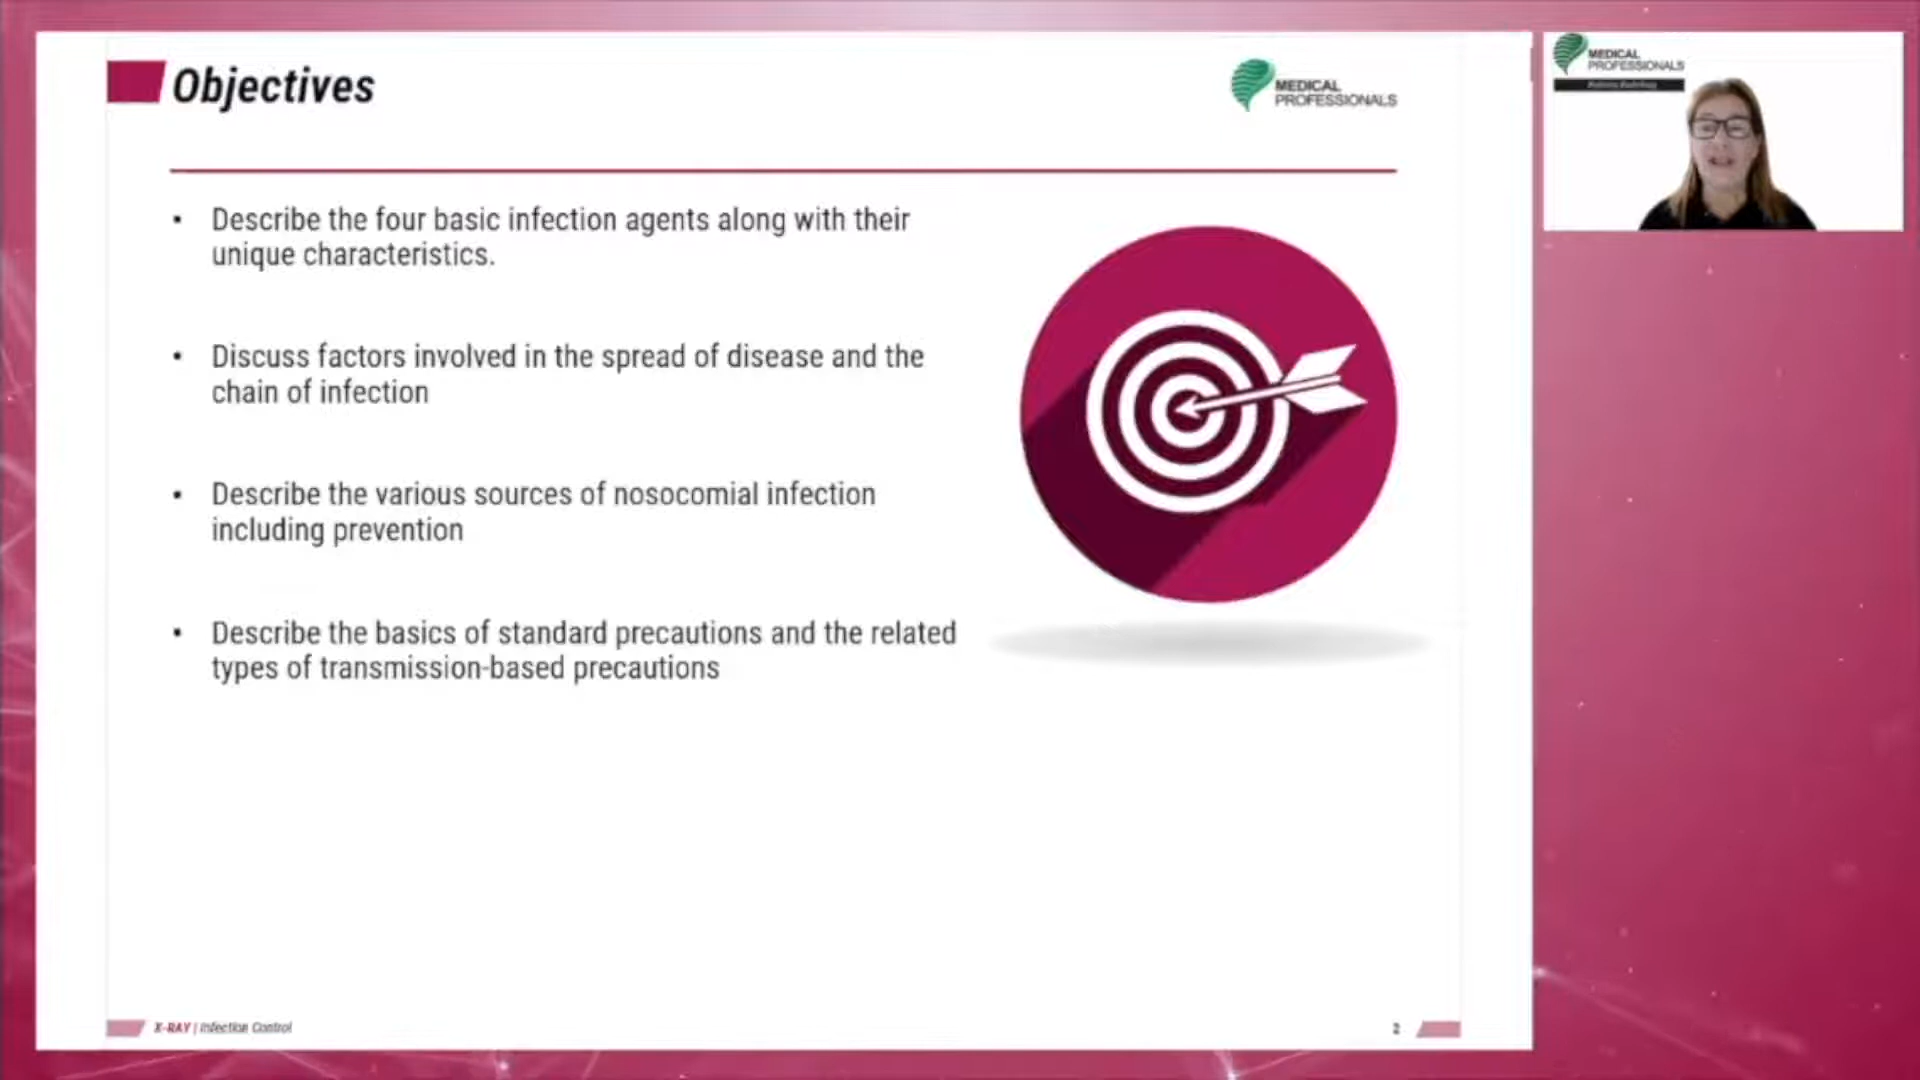 Objectives
MEDICAL
PROFESSIONALS
Describe the four basic infection agents along with their
unique characteristics.
Discuss factors involved in the spread of disease and the
chain of infection
Describe the various sources of nosocomial infection
including prevention
Describe the basics of standard precautions and the related
types of transmission-based precautions
X-RAY | Infection Control
2
MEDICAL
PROFESSIONALS